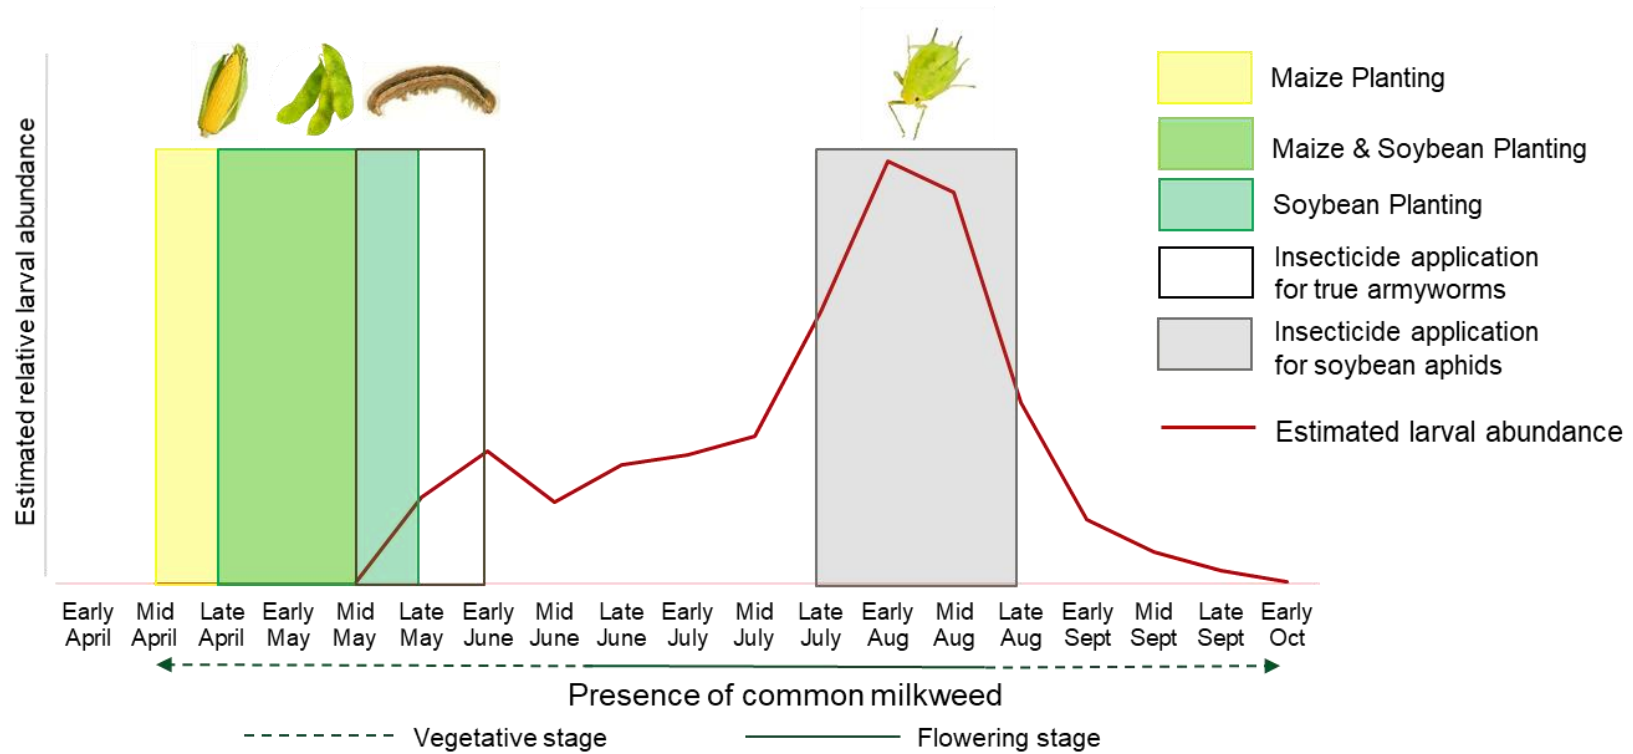 Estimated relative larval abundance
Maize Planting
Maize & Soybean Planting
Soybean Planting
Insecticide application
for true armyworms
Insecticide application
for soybean aphids
Estimated larval abundance
Early Mid Late Early Mid Late Early Mid Late Early Mid Late Early Mid Late Early Mid Late Early
April April April May May May June June June July July July Aug Aug Aug Sept Sept Sept Oct
Presence of common milkweed
Vegetative stage Flowering stage